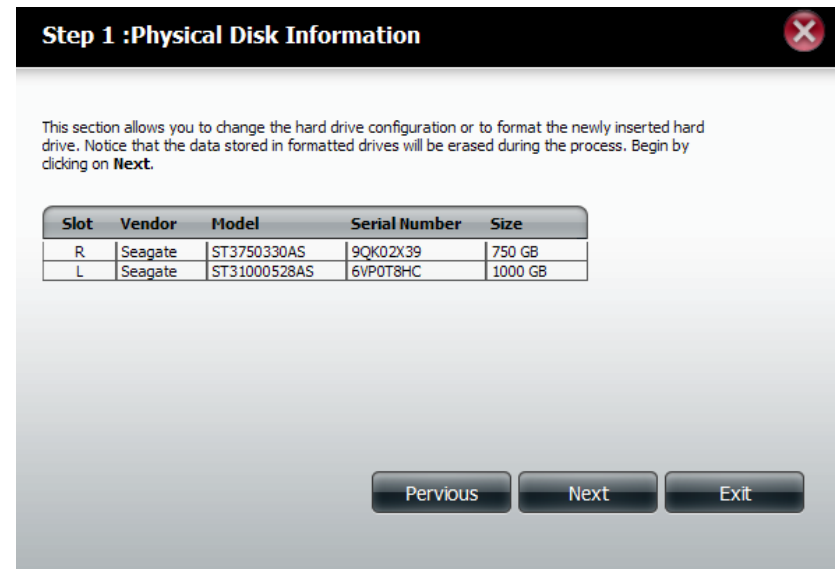 Step 1 :Physical Disk Information
This section allows you to change the hard drive configuration or to format the newly inserted hard
drive. Notice that the data stored in formatted drives will be erased during the process. Begin by
clicking on Next.
Slot Vendor Model Serial Number Size
R Seagate ST3750330AS 9QK02X39 750 GB
L Seagate ST31000528AS 6VP0T8HC 1000 GB
Pervious Next Exit